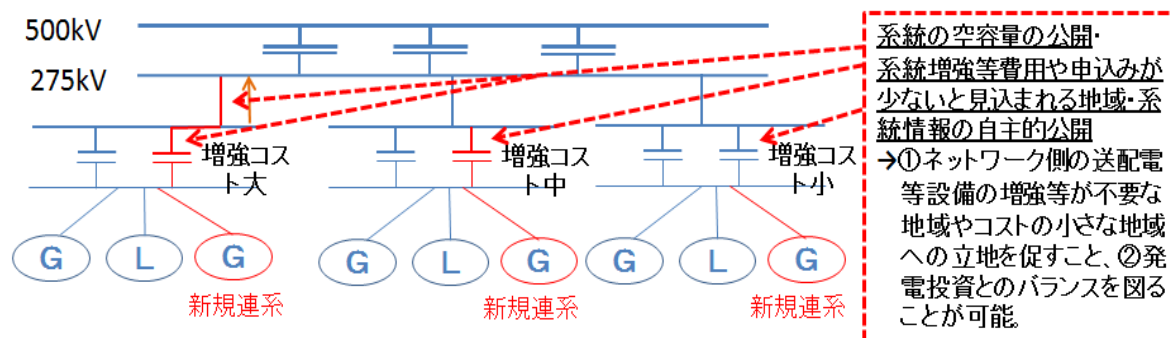 500kV
275kV
増強コス
ト大
増強コス
ト中
増強コス
ト小
G
L
G
G
L
G
G
L
G
新規連系
新規連系
新規連系
系統の空容量の公開・
系統増強等費用や申込みが
少ないと見込まれる地域・系
統情報の自主的公開
→①ネットワーク側の送配電
等設備の増強等が不要な
地域やコストの小さな地域
への立地を促すこと、②発
電投資とのバランスを図る
ことが可能。